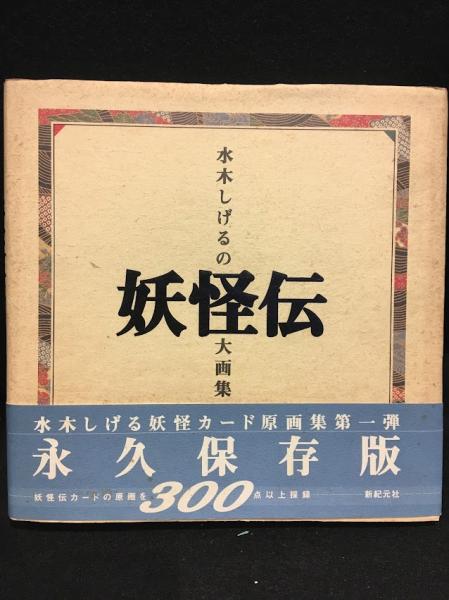 水木しげるの
妖怪伝
大画集
水木しげる妖怪カード原画集第一弾
永久保存版
妖怪伝カードの原画を300点以上採録
新紀元社